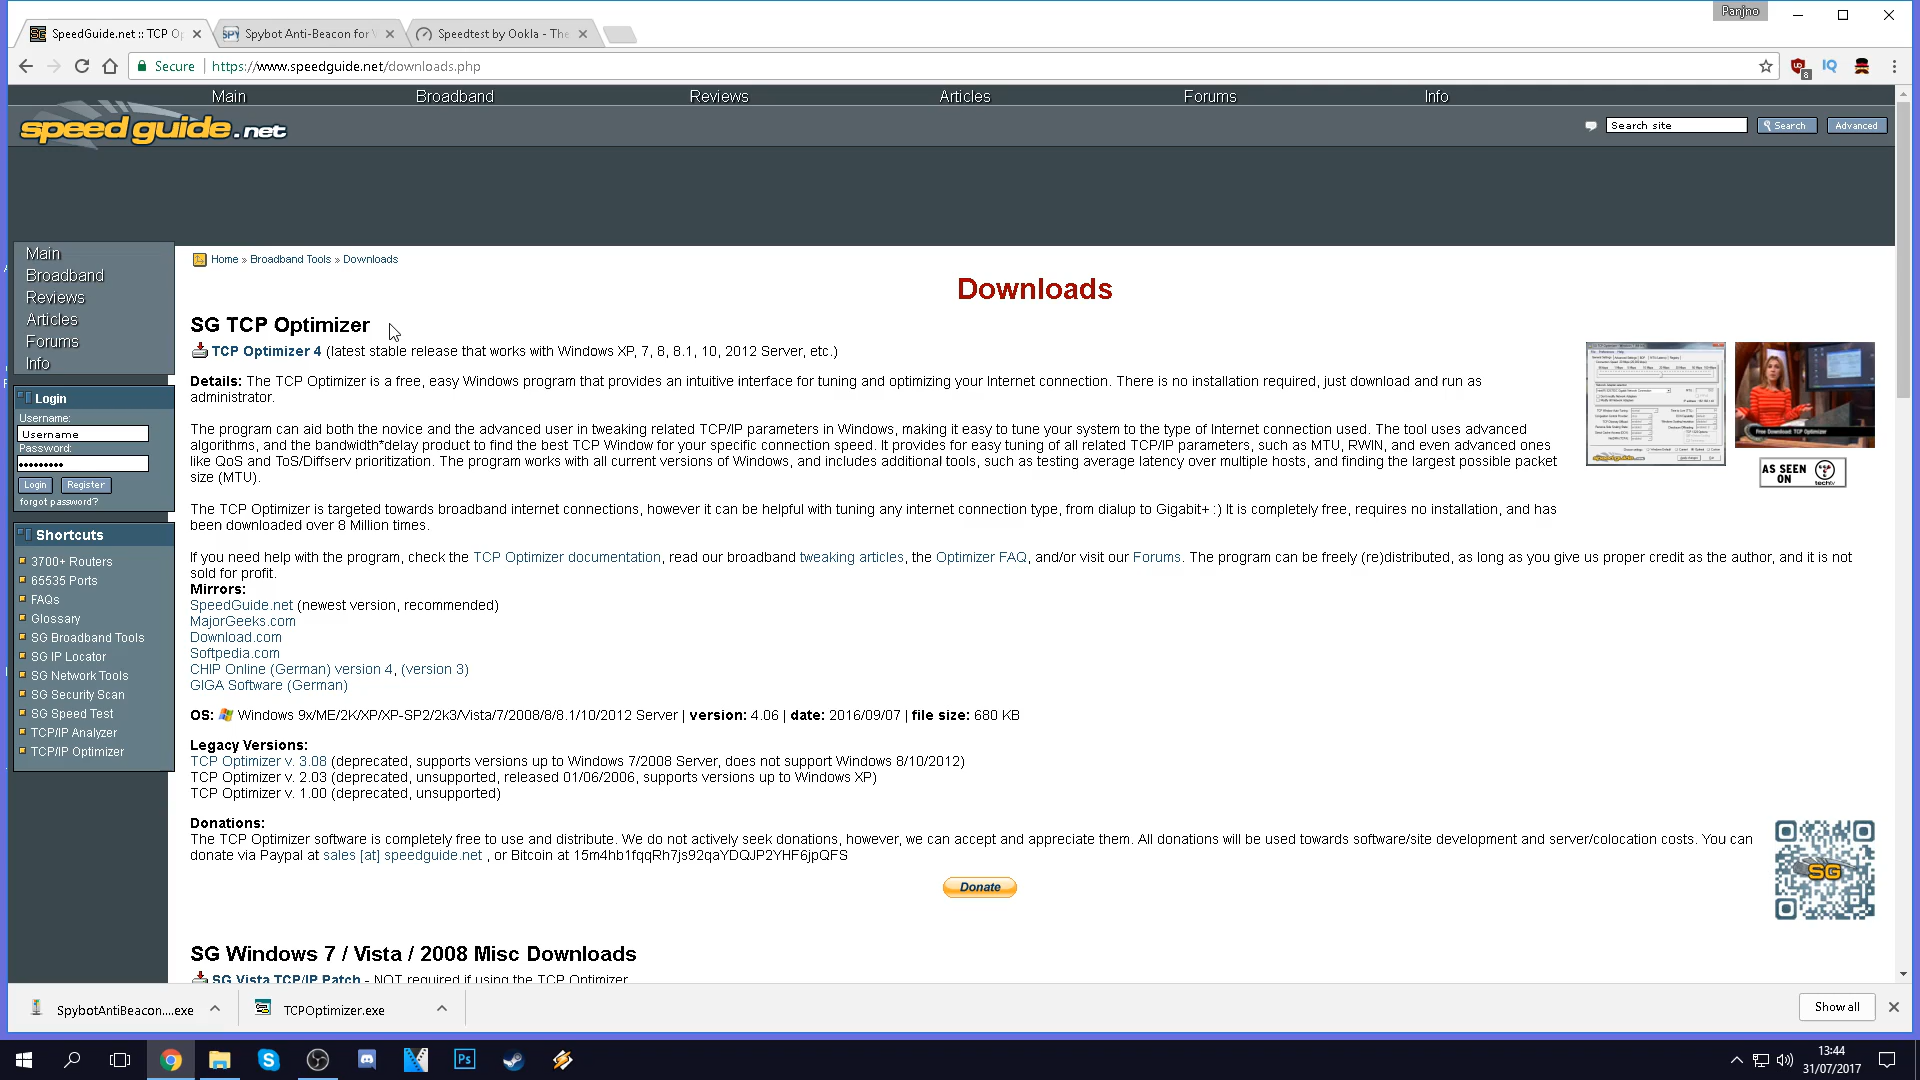 Panjno
SpeedGuide.net :: TCP O
Spybot Anti-Beacon for
Speedtest by Ookla - The
Secure
https://www.speedguide.net/downloads.php
8
Main
Broadband
Reviews
Articles
Forums
Info
speed guide.net
Search site
Search
Advanced
Main
Broadband
Reviews
Articles
Forums
Info
Login
Username:
Username
Password:
•••••••••
Login
Register
forgot password?
Shortcuts
3700+ Routers
65535 Ports
FAQs
Glossary
SG Broadband Tools
SG IP Locator
SG Network Tools
SG Security Scan
SG Speed Test
TCP/IP Analyzer
TCP/IP Optimizer
Home » Broadband Tools » Downloads
Downloads
SG TCP Optimizer
TCP Optimizer 4 (latest stable release that works with Windows XP, 7, 8, 8.1, 10, 2012 Server, etc.)
Details: The TCP Optimizer is a free, easy Windows program that provides an intuitive interface for tuning and optimizing your Internet connection. There is no installation required, just download and run as
administrator.
The program can aid both the novice and the advanced user in tweaking related TCP/IP parameters in Windows, making it easy to tune your system to the type of Internet connection used. The tool uses advanced
algorithms, and the bandwidth*delay product to find the best TCP Window for your specific connection speed. It provides for easy tuning of all related TCP/IP parameters, such as MTU, RWIN, and even advanced ones
like QoS and ToS/Diffserv prioritization. The program works with all current versions of Windows, and includes additional tools, such as testing average latency over multiple hosts, and finding the largest possible packet
size (MTU).
The TCP Optimizer is targeted towards broadband internet connections, however it can be helpful with tuning any internet connection type, from dialup to Gigabit+ :) It is completely free, requires no installation, and has
been downloaded over 8 Million times.
AS SEEN
ON
techtv
If you need help with the program, check the TCP Optimizer documentation, read our broadband tweaking articles, the Optimizer FAQ, and/or visit our Forums. The program can be freely (re)distributed, as long as you give us proper credit as the author, and it is not
sold for profit.
Mirrors:
SpeedGuide.net (newest version, recommended)
MajorGeeks.com
Download.com
Softpedia.com
CHIP Online (German) version 4, (version 3)
GIGA Software (German)
OS: Windows 9x/ME/2K/XP/XP-SP2/2k3/Vista/7/2008/8/8.1/10/2012 Server | version: 4.06 | date: 2016/09/07 | file size: 680 KB
Legacy Versions:
TCP Optimizer v. 3.08 (deprecated, supports versions up to Windows 7/2008 Server, does not support Windows 8/10/2012)
TCP Optimizer v. 2.03 (deprecated, unsupported, released 01/06/2006, supports versions up to Windows XP)
TCP Optimizer v. 1.00 (deprecated, unsupported)
Donations:
The TCP Optimizer software is completely free to use and distribute. We do not actively seek donations, however, we can accept and appreciate them. All donations will be used towards software/site development and server/colocation costs. You can
donate via Paypal at sales [at] speedguide.net , or Bitcoin at 15m4hb1fqqRh7js92qaYDQJP2YHF6jpQFS
SG
Donate
SG Windows 7 / Vista / 2008 Misc Downloads
SG Vista TCP/IP Patch - NOT required if using the TCP Optimizer
SpybotAntiBeacon....exe
TCPOptimizer.exe
Show all
Ps
13:44
31/07/2017